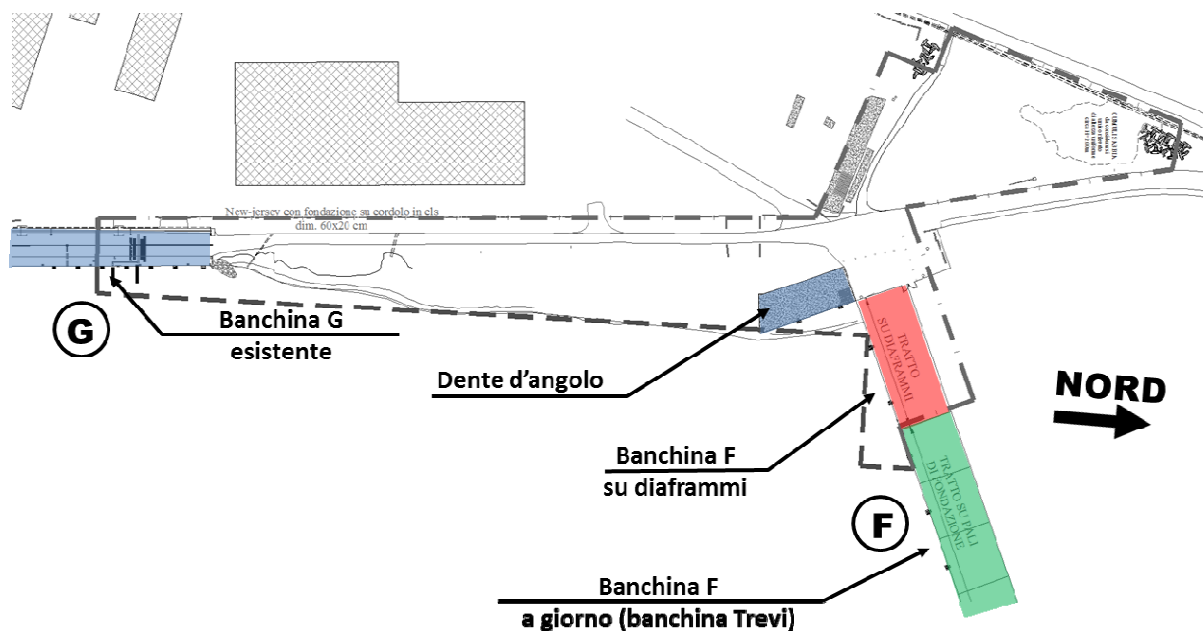 New-jersey con fondazione su cordolo in cls
dim. 60x20 cm
G
Banchina G
esistente
Dente d'angolo
TRATTO
SU DIAFRAMMI
NORD
Banchina F
su diaframmi
TRATTO SU PALI
DI FONDAZIONE
F
Banchina F
a giorno (banchina Trevi)